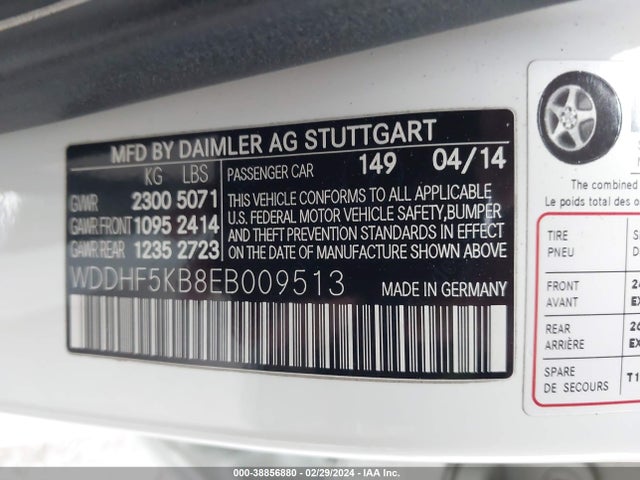 MFD BY DAIMLER AG STUTTGART
KG LBS
GVWR 2300 5071
GAWR FRONT 1095 2414
GAWR REAR 1235 2723
PASSENGER CAR 149 04/14
THIS VEHICLE CONFORMS TO ALL APPLICABLE
U.S. FEDERAL MOTOR VEHICLE SAFETY,BUMPER
AND THEFT PREVENTION STANDARDS IN EFFECT
ON THE DATE OF MANUFACTURE SHOWN ABOVE.
WDDHF5KB8EB009513
MADE IN GERMANY
The combined
Le poids total des oc
TIRE
PNEU
FRONT
AVANT
REAR
ARRIÈRE
SPARE
DE SECOURS
000-38856880 - 02/29/2024 - IAA Inc.